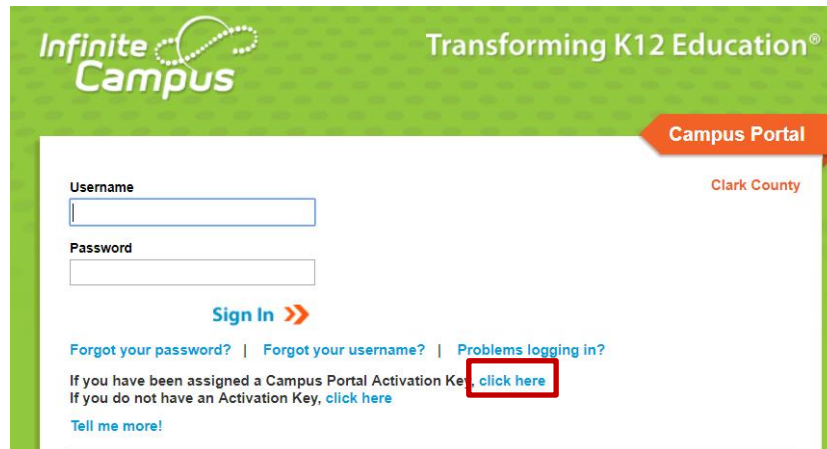 Infinite
Campus
Transforming K12 Education®
Campus Portal
Clark County
Username
Password
Sign In
Forgot your password? | Forgot your username? | Problems logging in?
If you have been assigned a Campus Portal Activation Key, click here
If you do not have an Activation Key, click here
Tell me more!